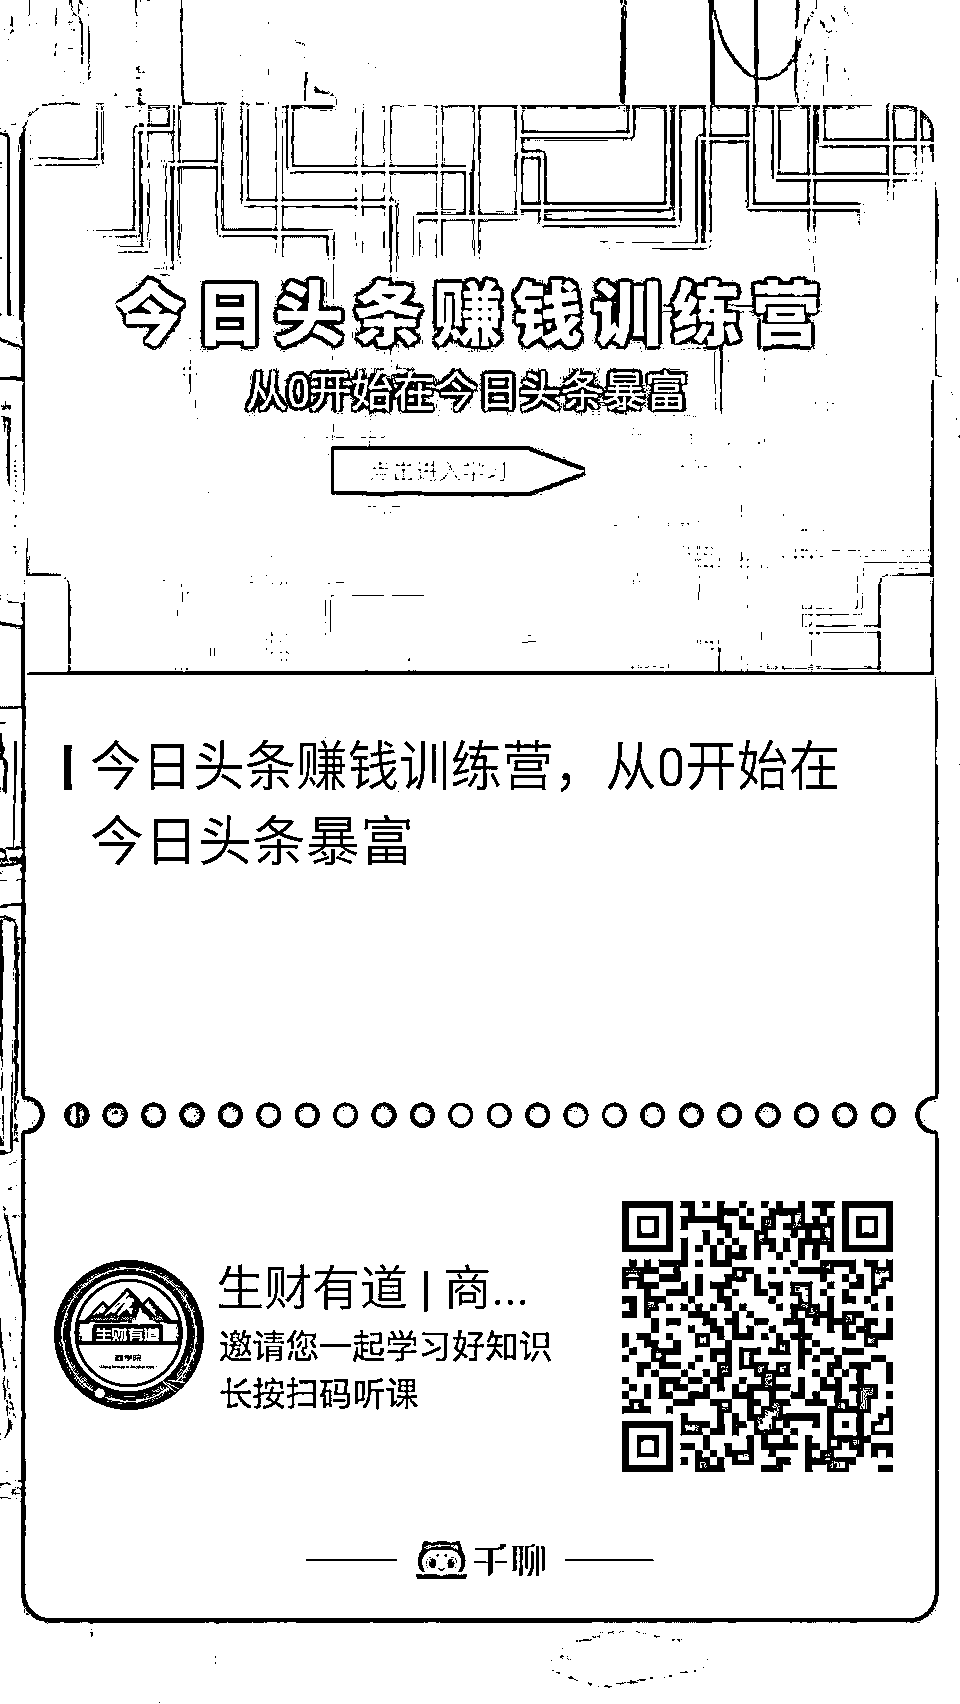 今日头条赚钱训练营
从0开始在今日头条暴富
点击进入学习
今日头条赚钱训练营，从0开始在
今日头条暴富
生财有道 | 商...
生财有道
商学院
邀请您一起学习好知识
长按扫码听课
千聊